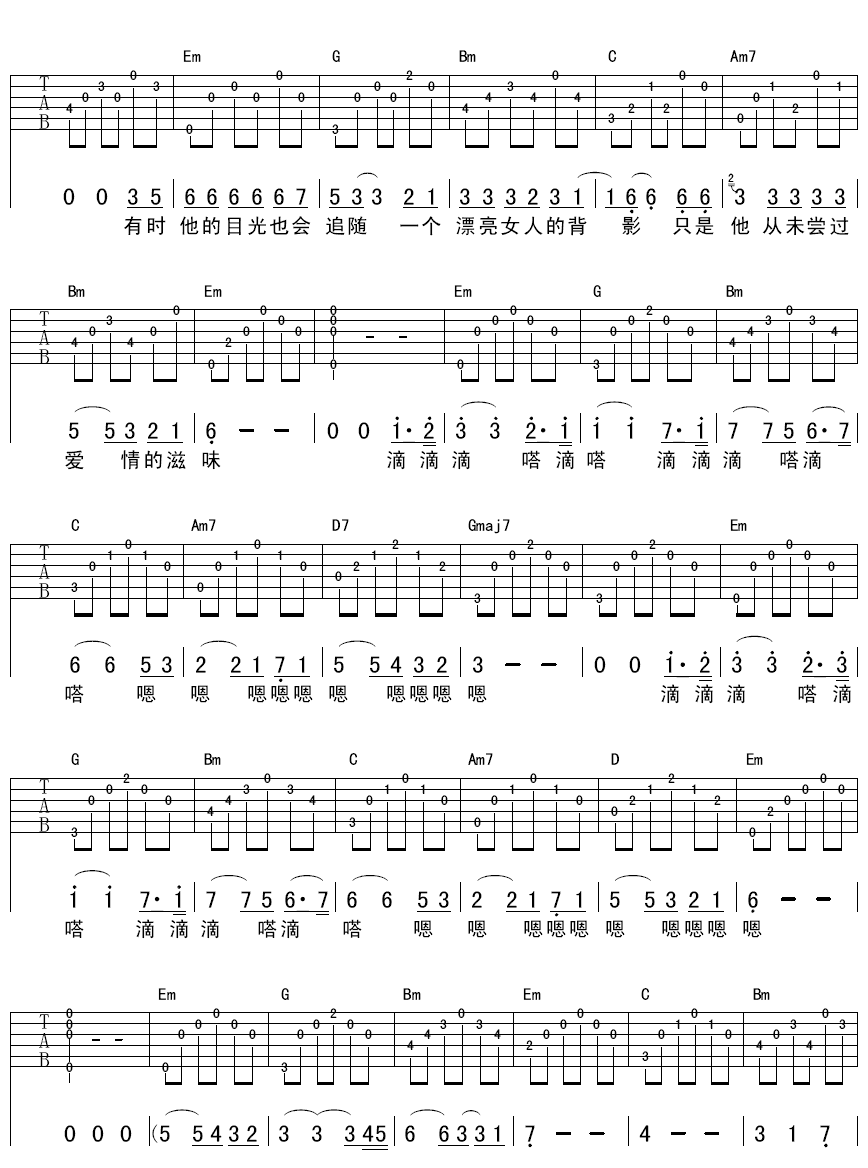 Em G Bm C Am7
0 0 3 5 6 6 6 6 6 7 5 3 3 2 1 3 3 3 2 3 1 1 6 6 6 6 3 3 3 3 3
有时 他的目光也会 追随 一个 漂亮女人的背 影 只是 他 从未尝过
Bm Em Em G Bm
5 5 3 2 1 6 - - 0 0 1· 2 3 3 2· 1 1 1 7· 1 7 7 5 6· 7
爱 情的滋 味 滴 滴 滴 嗒 滴 嗒 滴 滴 滴 嗒滴
C Am7 D7 Gmaj7 Em
6 6 5 3 2 2 1 7 1 5 5 4 3 2 3 - - 0 0 1· 2 3 3 2· 3
嗒 嗯 嗯 嗯嗯嗯 嗯 嗯嗯嗯 嗯 滴 滴 滴 嗒 滴
G Bm C Am7 D Em
1 1 7· 1 7 7 5 6· 7 6 6 5 3 2 2 1 7 1 5 5 3 2 1 6 - -
嗒 滴 滴 滴 嗒滴 嗒 嗯 嗯 嗯嗯嗯 嗯 嗯嗯嗯 嗯
Em G Bm Em C Bm
0 0 0 (5 5 4 3 2 3 3 3 4 5 6 6 3 3 1 7 - - 4 - - 3 1 7